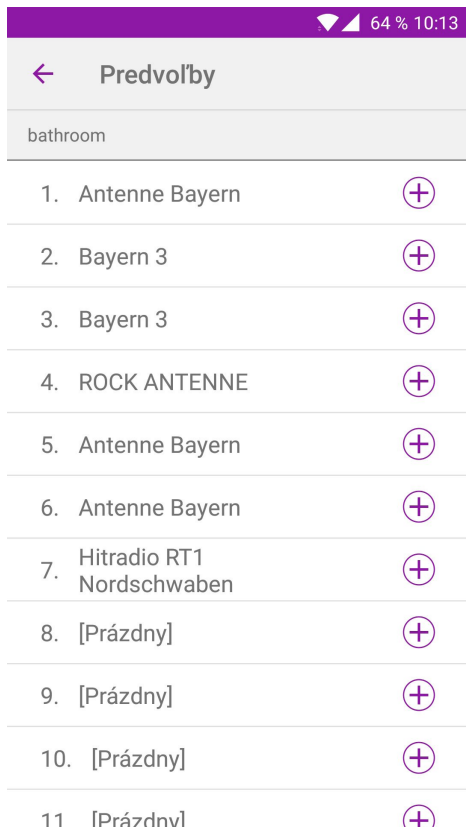 64 % 10:13
Predvoľby
bathroom
1. Antenne Bayern
2. Bayern 3
3. Bayern 3
4. ROCK ANTENNE
5. Antenne Bayern
6. Antenne Bayern
7. Hitradio RT1
Nordschwaben
8. [Prázdny]
9. [Prázdny]
10. [Prázdny]
11. [Prázdny]